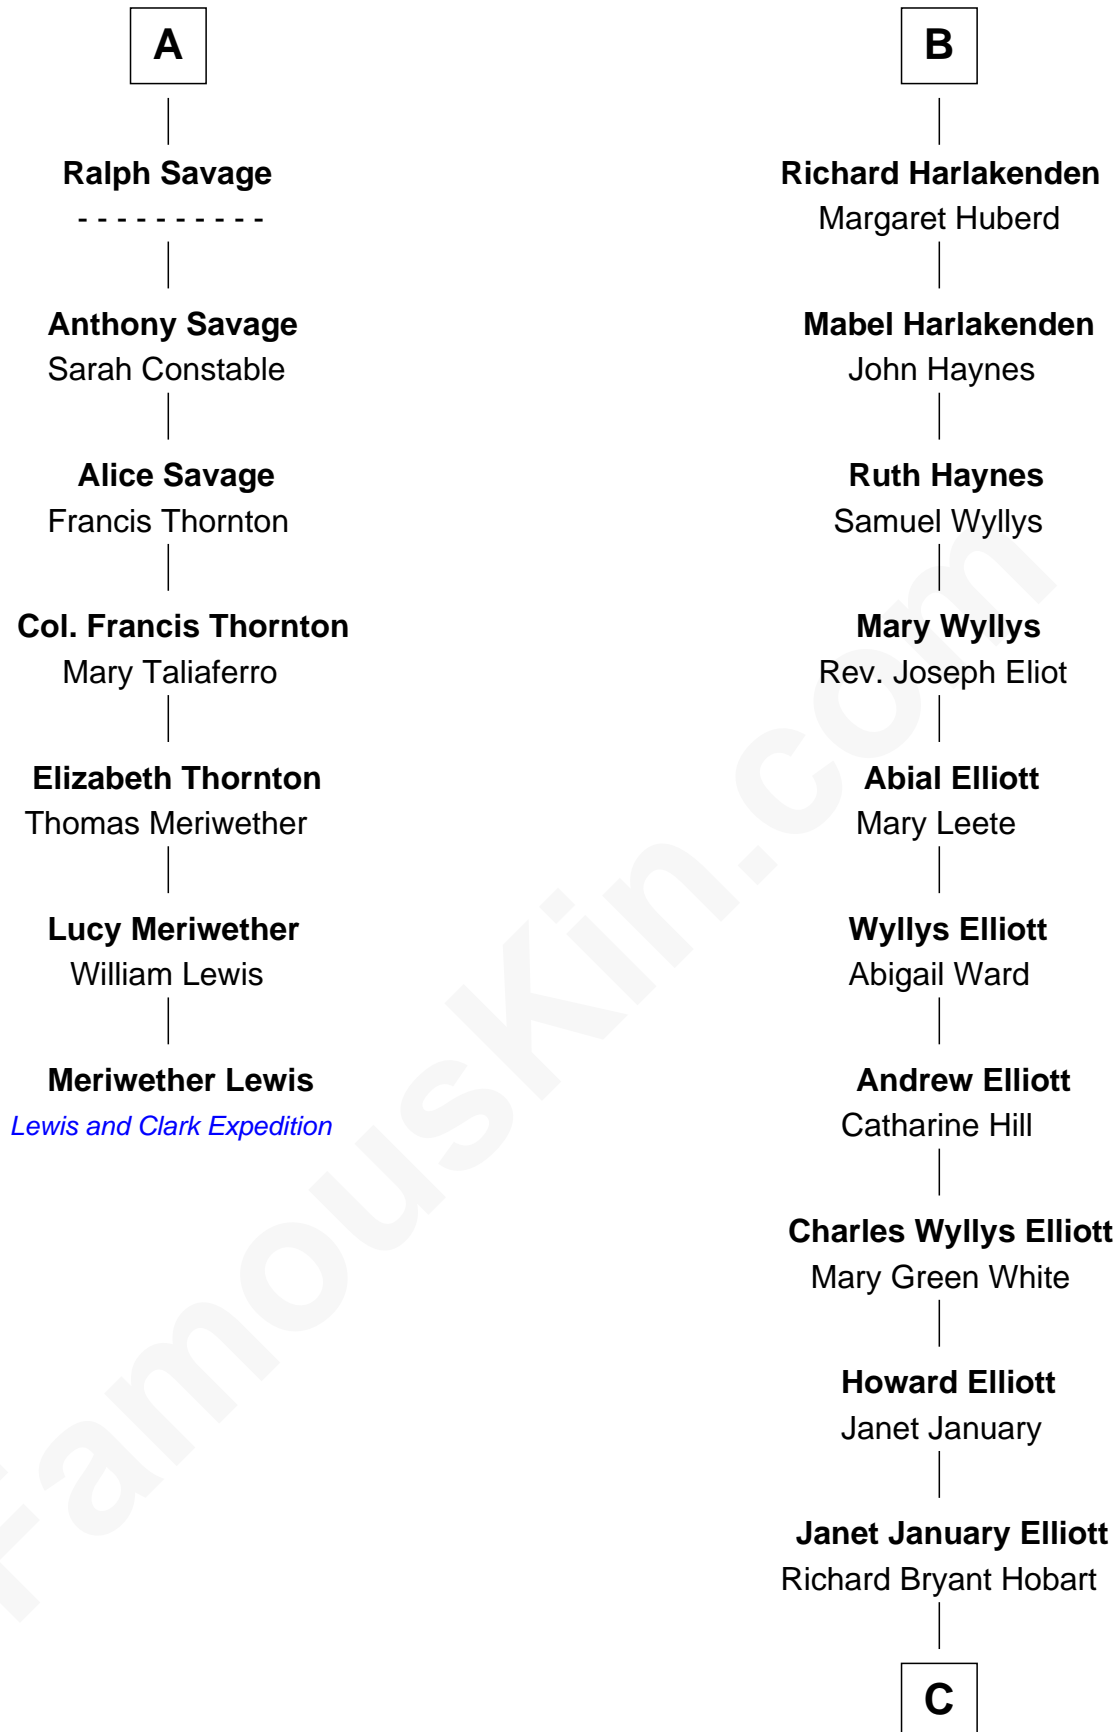 A
Ralph Savage
- - - - - - - - - -
Anthony Savage
Sarah Constable
Alice Savage
Francis Thornton
Col. Francis Thornton
Mary Taliaferro
Elizabeth Thornton
Thomas Meriwether
Lucy Meriwether
William Lewis
Meriwether Lewis
Lewis and Clark Expedition
B
Richard Harlakenden
Margaret Huberd
Mabel Harlakenden
John Haynes
Ruth Haynes
Samuel Wyllys
Mary Wyllys
Rev. Joseph Eliot
Abial Elliott
Mary Leete
Wyllys Elliott
Abigail Ward
Andrew Elliott
Catharine Hill
Charles Wyllys Elliott
Mary Green White
Howard Elliott
Janet January
Janet January Elliott
Richard Bryant Hobart
C
FamousKin.com